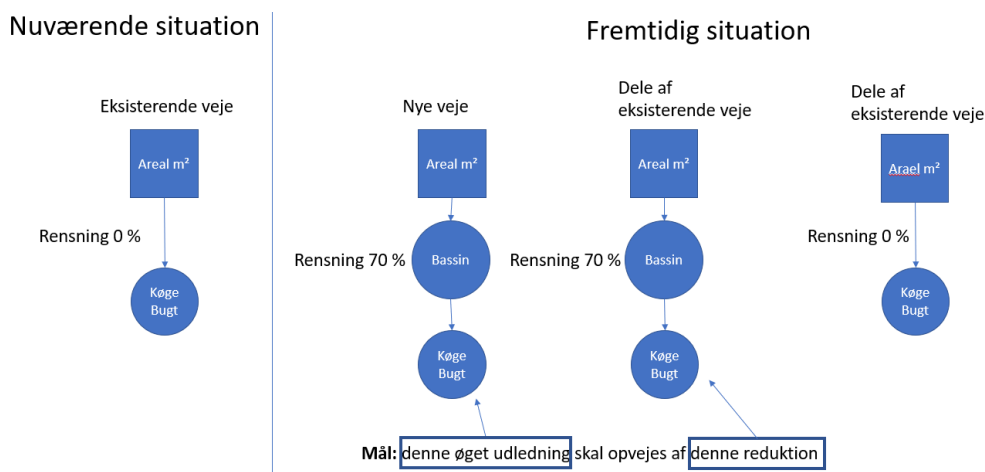 Nuværende situation
Eksisterende veje
Areal m²
Rensning 0 %
Køge
Bugt
Fremtidig situation
Nye veje
Areal m²
Rensning 70 %
Bassin
Køge
Bugt
Dele af
eksisterende veje
Areal m²
Rensning 70 %
Bassin
Køge
Bugt
Dele af
eksisterende veje
Arael m²
Rensning 0 %
Køge
Bugt
Mål: denne øget udledning skal opvejes af denne reduktion